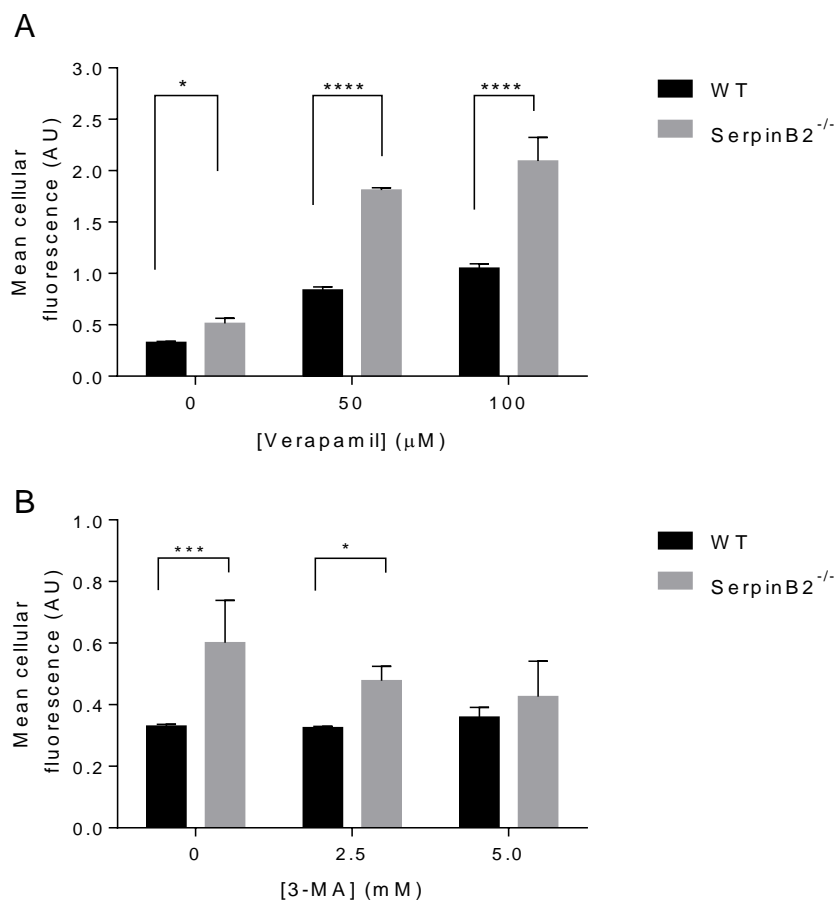 A
3.0
2.5
2.0
1.5
1.0
0.5
0.0
Mean cellular
fluorescence (AU)
*
****
****
WT
SerpinB2-/-
0
50
100
[Verapamil] (μM)
B
1.0
0.8
0.6
0.4
0.2
0.0
Mean cellular
fluorescence (AU)
***
*
WT
SerpinB2-/-
0
2.5
5.0
[3-MA] (mM)